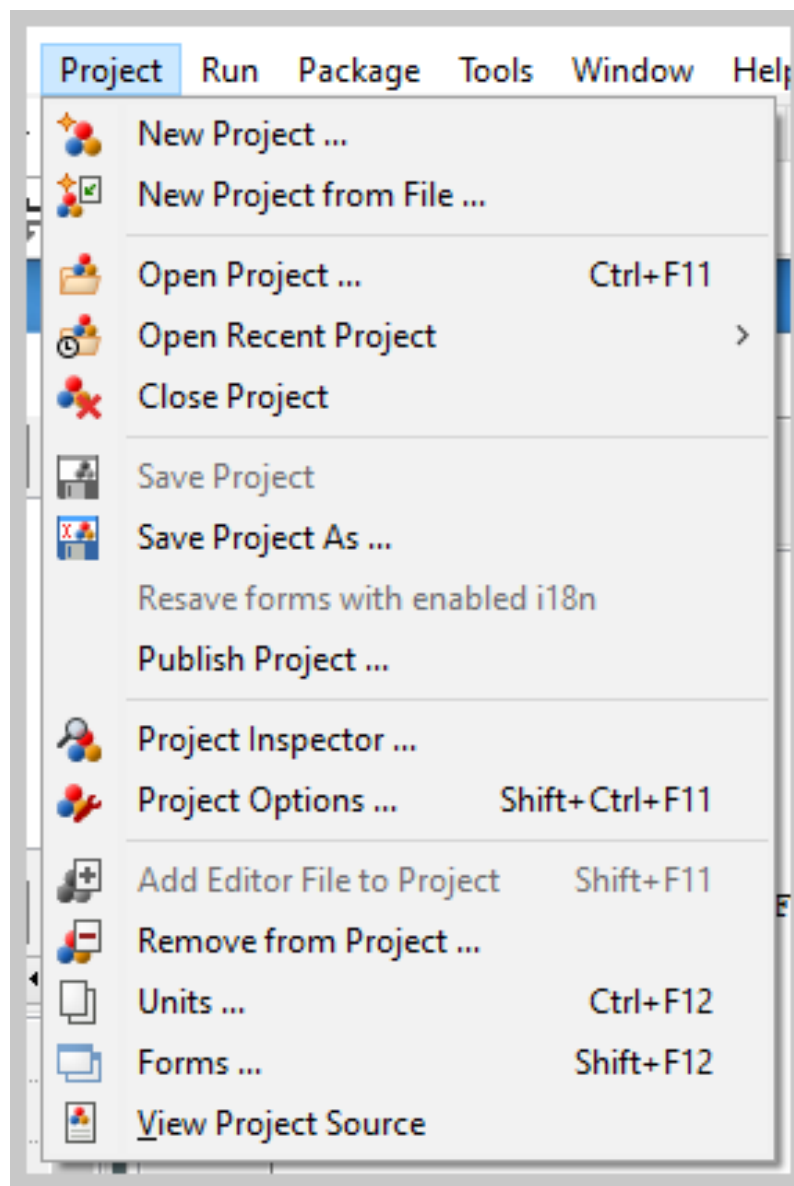 Project Run Package Tools Window Help
New Project ...
New Project from File ...
Open Project ... Ctrl+F11
Open Recent Project
Close Project
Save Project
Save Project As ...
Resave forms with enabled i18n
Publish Project ...
Project Inspector ...
Project Options ... Shift+Ctrl+F11
Add Editor File to Project Shift+F11
Remove from Project ...
Units ... Ctrl+F12
Forms ... Shift+F12
View Project Source